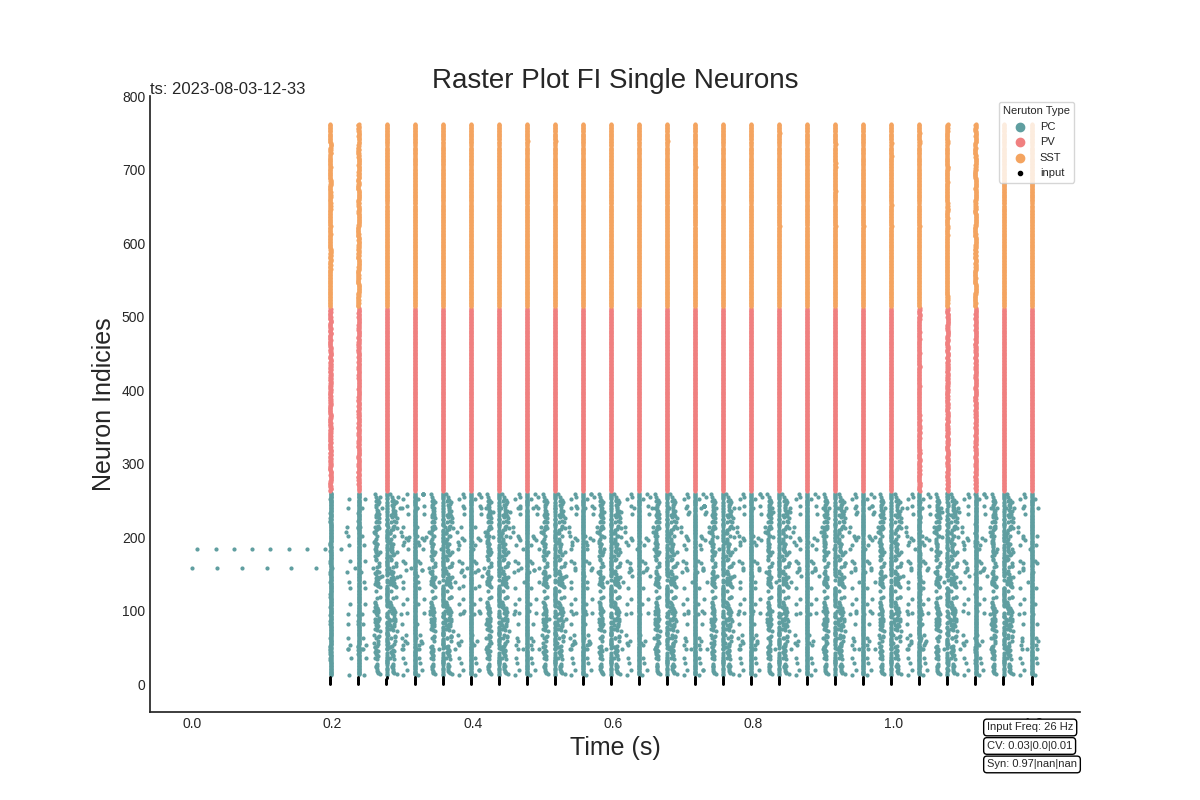 Raster Plot FI Single Neurons
ts: 2023-08-03-12-33
Neruton Type
PC
PV
SST
input
Neuron Indicies
800
700
600
500
400
300
200
100
0
0.0 0.2 0.4 0.6 0.8 1.0
Time (s)
Input Freq: 26 Hz
CV: 0.03|0.0|0.01
Syn: 0.97|nan|nan